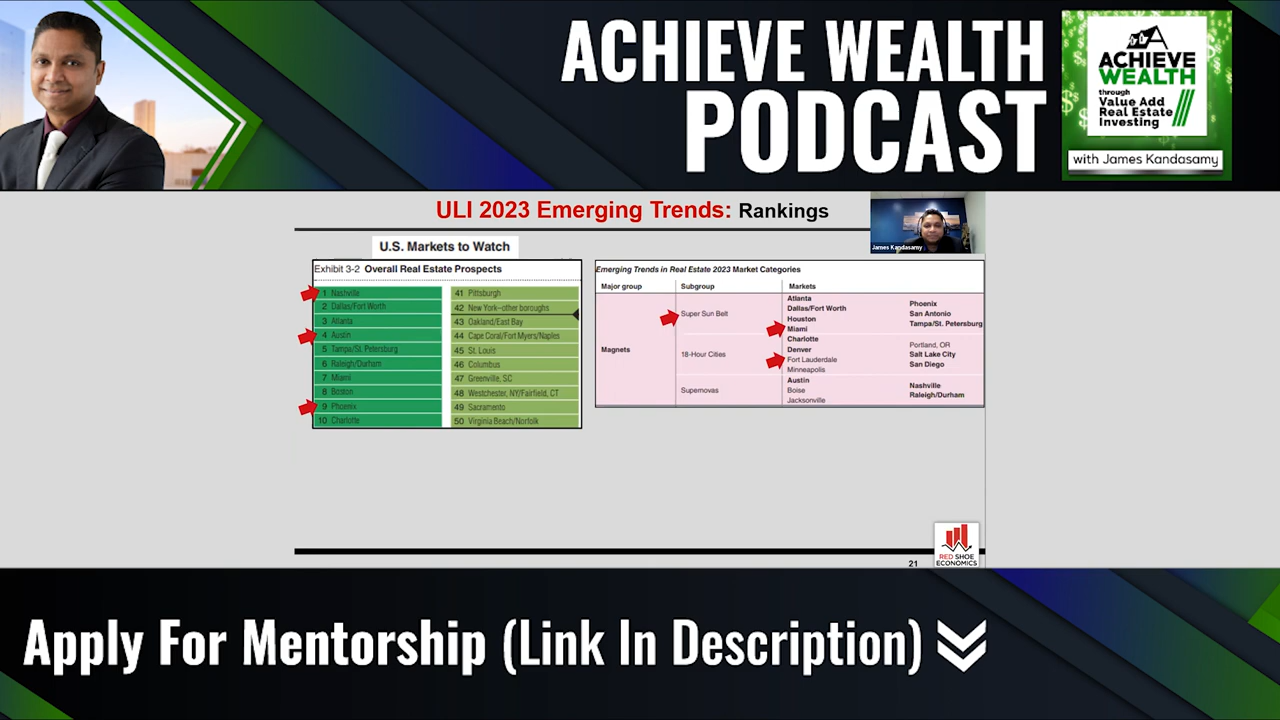 ACHIEVE WEALTH
PODCAST
ACHIEVE
WEALTH
through
Value Add
Real Estate
Investing
with James Kandasamy
ULI 2023 Emerging Trends: Rankings
James Kandasamy
U.S. Markets to Watch
Exhibit 3-2 Overall Real Estate Prospects
1 Nashville
2 Dallas/Fort Worth
3 Atlanta
4 Austin
5 Tampa/St. Petersburg
6 Raleigh/Durham
7 Miami
8 Boston
9 Phoenix
10 Charlotte
41 Pittsburgh
42 New York–other boroughs
43 Oakland/East Bay
44 Cape Coral/Fort Myers/Naples
45 St. Louis
46 Columbus
47 Greenville, SC
48 Westchester, NY/Fairfield, CT
49 Sacramento
50 Virginia Beach/Norfolk
Emerging Trends in Real Estate 2023 Market Categories
Major group Subgroup Markets
Magnets
Super Sun Belt
Atlanta
Dallas/Fort Worth
Houston
Miami
Phoenix
San Antonio
Tampa/St. Petersburg
18-Hour Cities
Charlotte
Denver
Fort Lauderdale
Minneapolis
Portland, OR
Salt Lake City
San Diego
Supernovas
Austin
Boise
Jacksonville
Nashville
Raleigh/Durham
RED SHOE
ECONOMICS
21
Apply For Mentorship (Link In Description)